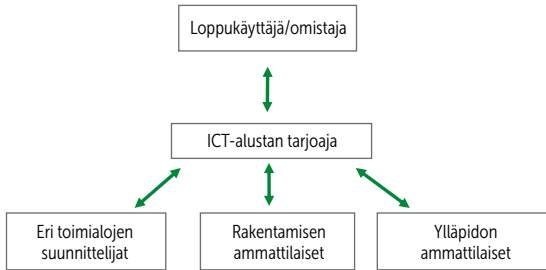 Loppukäyttäjä/omistaja
ICT-alustan tarjoaja
Eri toimialojen
suunnittelijat
Rakentamisen
ammattilaiset
Ylläpidon
ammattilaiset